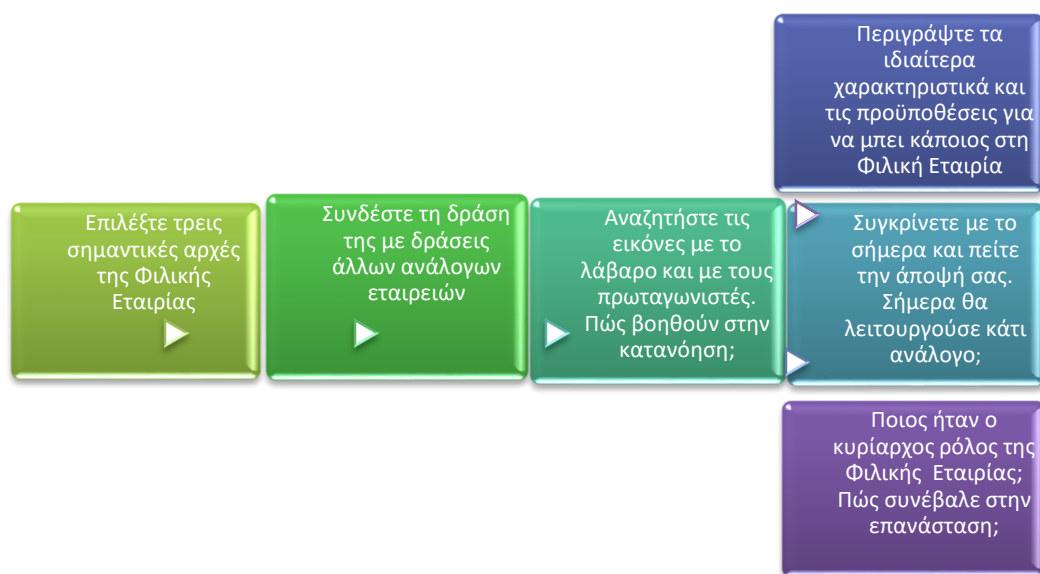 Επιλέξτε τρεις
σημαντικές αρχές
της Φιλικής
Εταιρίας
Συνδέστε τη δράση
της με δράσεις
άλλων ανάλογων
εταιρειών
Αναζητήστε τις
εικόνες με το
λάβαρο και με τους
πρωταγωνιστές.
Πώς βοηθούν στην
κατανόηση;
Περιγράψτε τα
ιδιαίτερα
χαρακτηριστικά και
τις προϋποθέσεις για
να μπει κάποιος στη
Φιλική Εταιρία
Συγκρίνετε με το
σήμερα και πείτε
την άποψή σας.
Σήμερα θα
λειτουργούσε κάτι
ανάλογο;
Ποιος ήταν ο
κυρίαρχος ρόλος της
Φιλικής Εταιρίας;
Πώς συνέβαλε στην
επανάσταση;